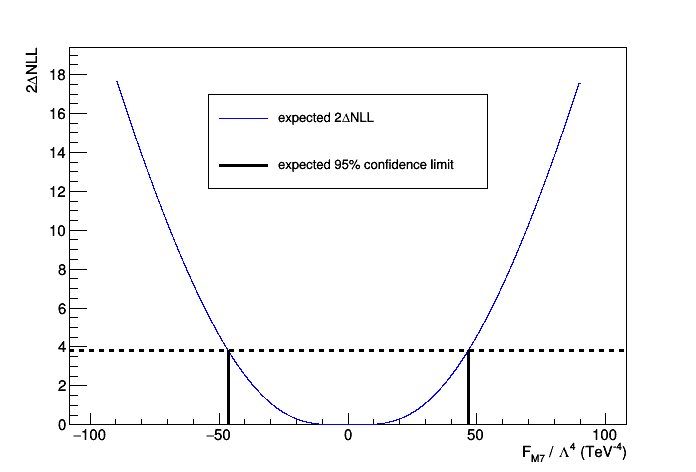 2ΔNLL
18
16
14
12
10
8
6
4
2
0
expected 2ΔNLL
expected 95% confidence limit
−100 −50 0 50 100
F_M7 / Λ^4 (TeV^-4)